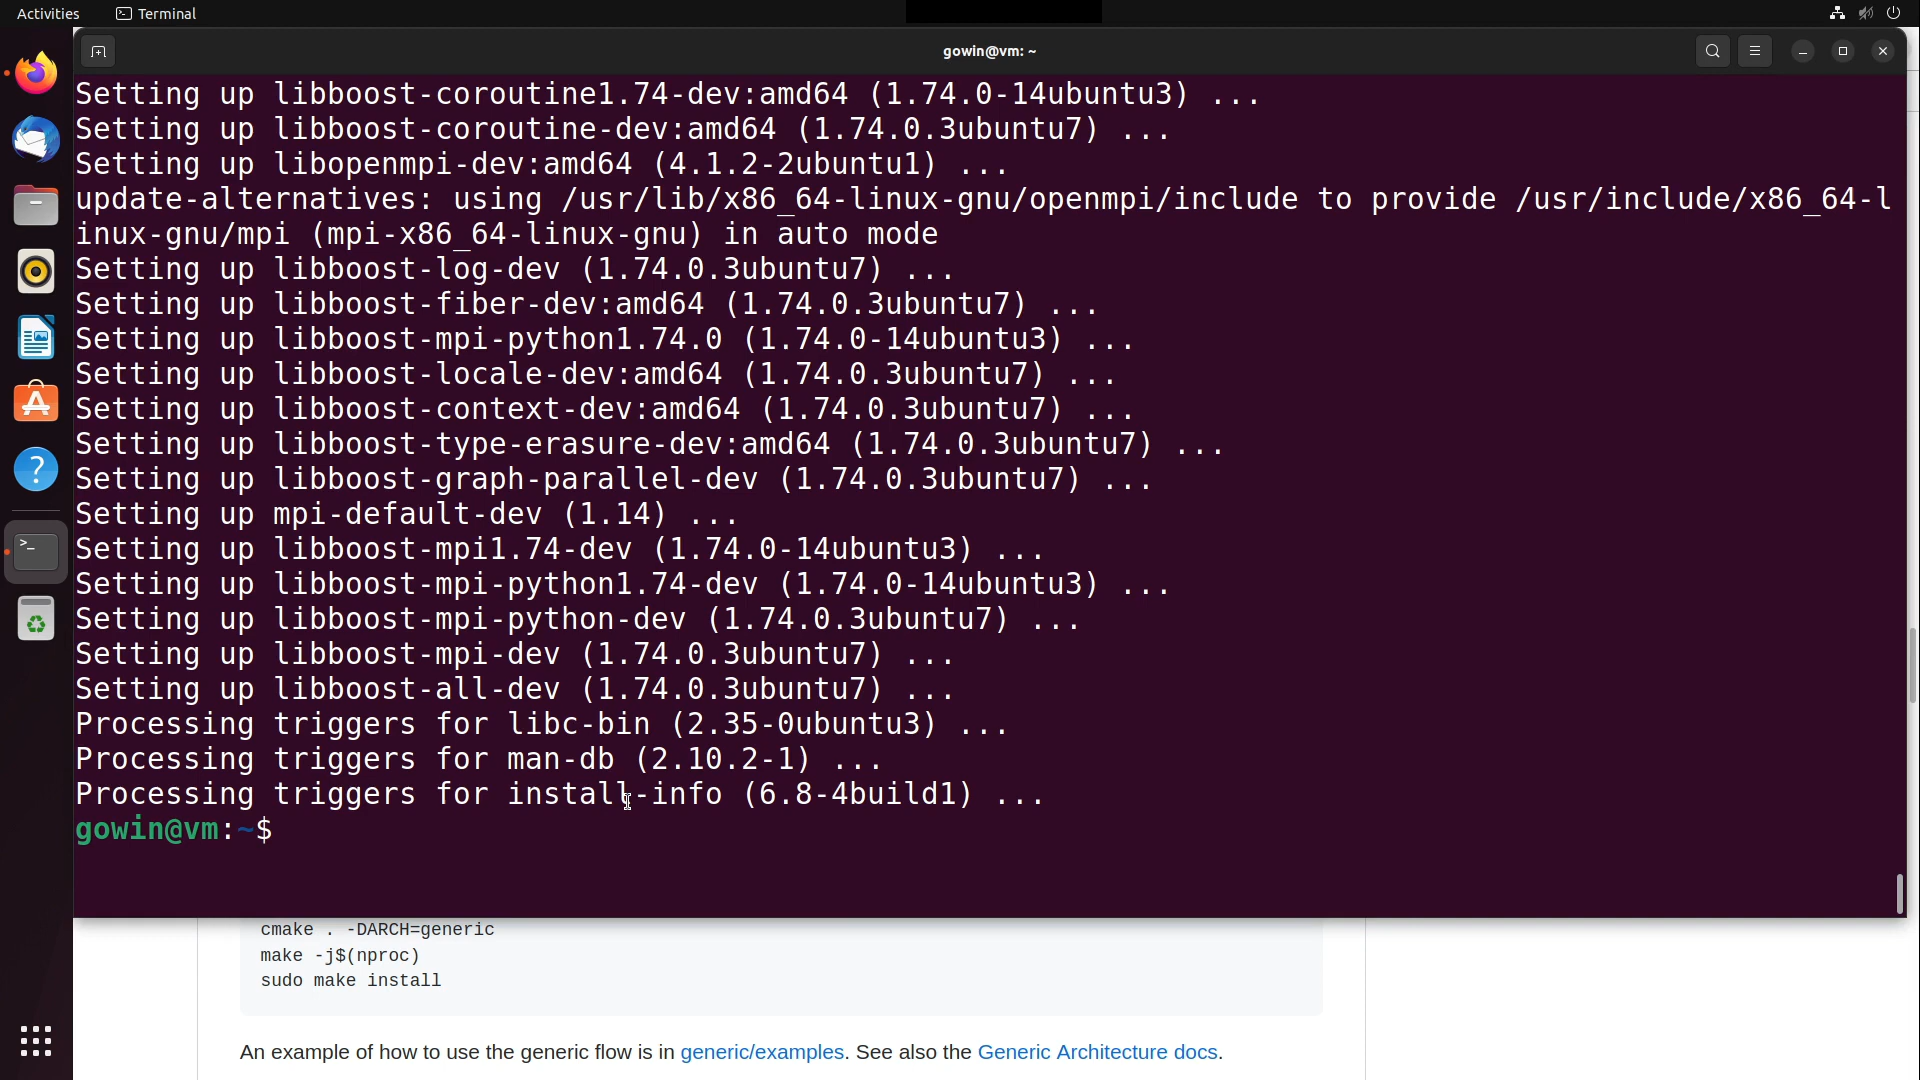 Activities
Terminal
gowin@vm: ~
Setting up libboost-coroutine1.74-dev:amd64 (1.74.0-14ubuntu3) ...
Setting up libboost-coroutine-dev:amd64 (1.74.0.3ubuntu7) ...
Setting up libopenmpi-dev:amd64 (4.1.2-2ubuntu1) ...
update-alternatives: using /usr/lib/x86_64-linux-gnu/openmpi/include to provide /usr/include/x86_64-l
inux-gnu/mpi (mpi-x86_64-linux-gnu) in auto mode
Setting up libboost-log-dev (1.74.0.3ubuntu7) ...
Setting up libboost-fiber-dev:amd64 (1.74.0.3ubuntu7) ...
Setting up libboost-mpi-python1.74.0 (1.74.0-14ubuntu3) ...
Setting up libboost-locale-dev:amd64 (1.74.0.3ubuntu7) ...
Setting up libboost-context-dev:amd64 (1.74.0.3ubuntu7) ...
Setting up libboost-type-erasure-dev:amd64 (1.74.0.3ubuntu7) ...
Setting up libboost-graph-parallel-dev (1.74.0.3ubuntu7) ...
Setting up mpi-default-dev (1.14) ...
Setting up libboost-mpi1.74-dev (1.74.0-14ubuntu3) ...
Setting up libboost-mpi-python1.74-dev (1.74.0-14ubuntu3) ...
Setting up libboost-mpi-python-dev (1.74.0.3ubuntu7) ...
Setting up libboost-mpi-dev (1.74.0.3ubuntu7) ...
Setting up libboost-all-dev (1.74.0.3ubuntu7) ...
Processing triggers for libc-bin (2.35-0ubuntu3) ...
Processing triggers for man-db (2.10.2-1) ...
Processing triggers for install-info (6.8-4build1) ...
gowin@vm:~$
cmake . -DARCH=generic
make -j$(nproc)
sudo make install
An example of how to use the generic flow is in generic/examples. See also the Generic Architecture docs.